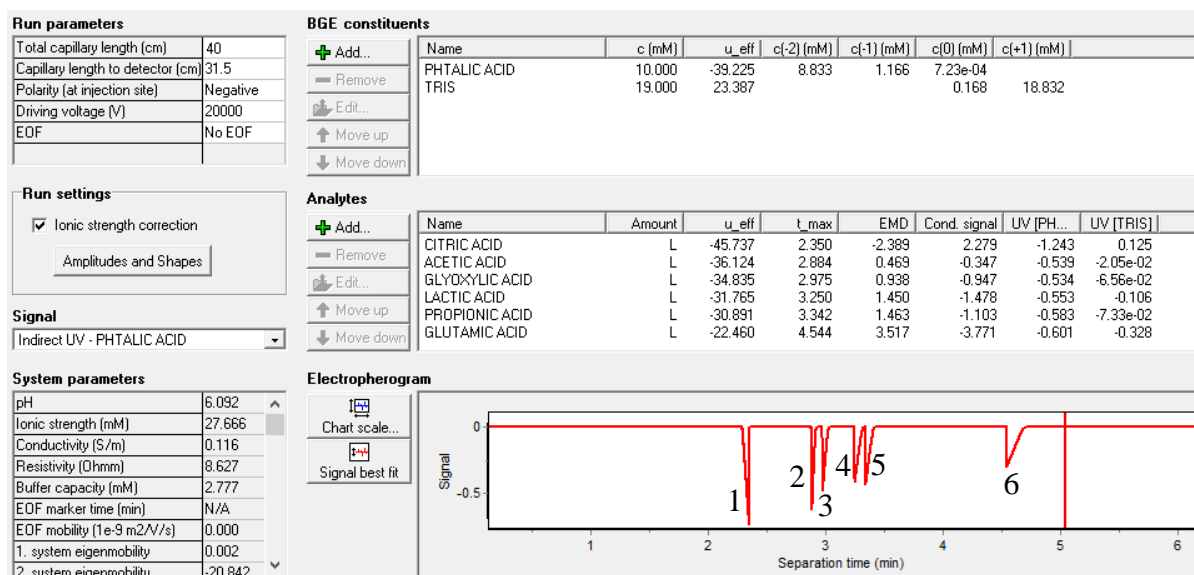 Run parameters
Total capillary length (cm) 40
Capillary length to detector (cm) 31.5
Polarity (at injection site) Negative
Driving voltage (V) 20000
EOF No EOF
Run settings
Ionic strength correction
Amplitudes and Shapes
Signal
Indirect UV - PHTALIC ACID
System parameters
pH 6.092
Ionic strength (mM) 27.666
Conductivity (S/m) 0.116
Resistivity (Ohmm) 8.627
Buffer capacity (mM) 2.777
EOF marker time (min) N/A
EOF mobility (1e-9 m2/V/s) 0.000
1. system eigenmobility 0.002
2. system eigenmobility -20.842
BGE constituents
Add...
Remove
Edit...
Move up
Move down
Name c (mM) u_eff c(-2) (mM) c(-1) (mM) c(0) (mM) c(+1) (mM)
PHTALIC ACID 10.000 -39.225 8.833 1.166 7.23e-04
TRIS 19.000 23.387 0.168 18.832
Analytes
Add...
Remove
Edit...
Move up
Move down
Name Amount u_eff t_max EMD Cond. signal UV [PH... UV [TRIS]
CITRIC ACID L -45.737 2.350 -2.389 2.279 -1.243 0.125
ACETIC ACID L -36.124 2.884 0.469 -0.347 -0.539 -2.05e-02
GLYOXYLIC ACID L -34.835 2.975 0.938 -0.947 -0.534 -6.56e-02
LACTIC ACID L -31.765 3.250 1.450 -1.478 -0.553 -0.106
PROPIONIC ACID L -30.891 3.342 1.463 -1.103 -0.583 -7.33e-02
GLUTAMIC ACID L -22.460 4.544 3.517 -3.771 -0.601 -0.328
Electropherogram
Chart scale...
Signal best fit
Signal
0
-0.5
1 2 3 4 5 6
1 2 3 4 5 6
Separation time (min)